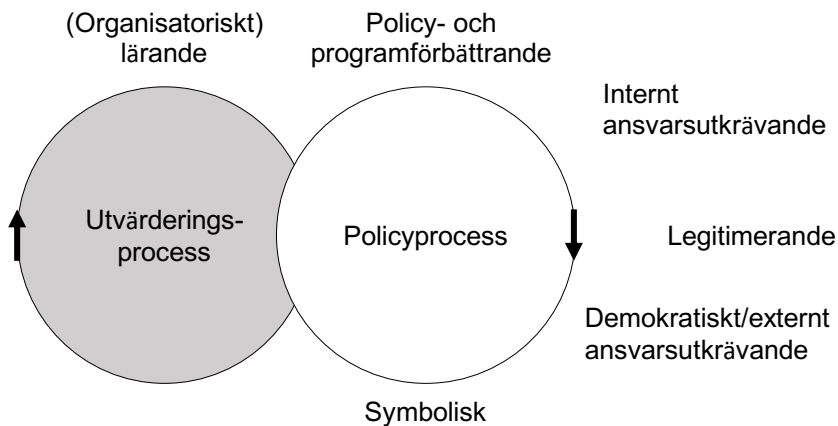 (Organisatoriskt)
lärande
Policy- och
programförbättrande
Internt
ansvarsutkrävande
Utvärderings-
process
Policyprocess
Legitimerande
Demokratiskt/externt
ansvarsutkrävande
Symbolisk